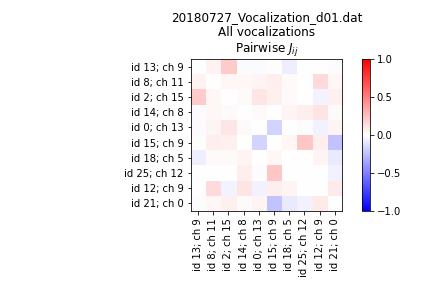 20180727_Vocalization_d01.dat
All vocalizations
Pairwise Jij
id 13; ch 9
id 8; ch 11
id 2; ch 15
id 14; ch 8
id 0; ch 13
id 15; ch 9
id 18; ch 5
id 25; ch 12
id 12; ch 9
id 21; ch 0
1.0
0.5
0.0
−0.5
−1.0
id 13; ch 9
id 8; ch 11
id 2; ch 15
id 14; ch 8
id 0; ch 13
id 15; ch 9
id 18; ch 5
id 25; ch 12
id 12; ch 9
id 21; ch 0